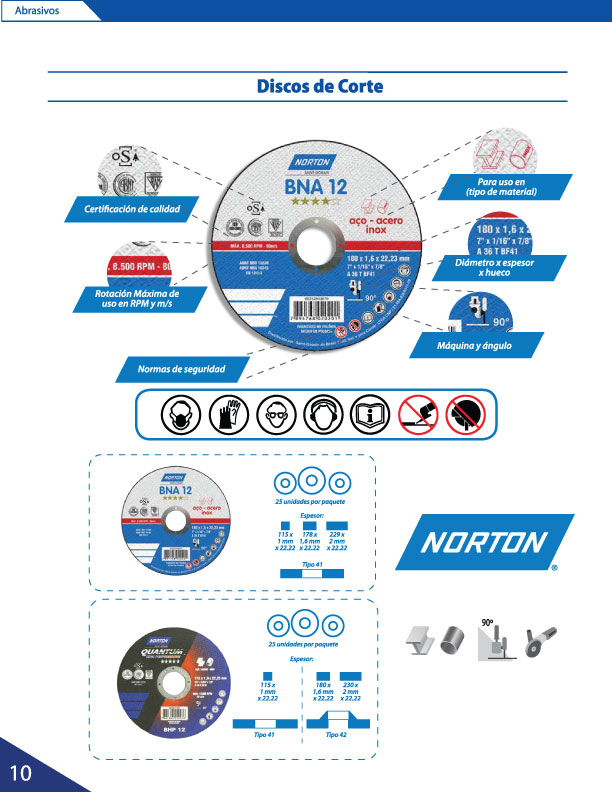 Abrasivos
Discos de Corte
NORTON
SAINT-GOBAIN
BNA 12
aço - acero
inox
MAX. 8.500 RPM - 80m/s
180 x 1,6 x 22,23 mm
7" x 1/16" x 7/8"
A 36 T BF41
90°
Certificación de calidad
8.500 RPM - 80
Rotación Máxima de
uso en RPM y m/s
Normas de seguridad
INOX
Para uso en
(tipo de material)
180 x 1,6 x 2
7" x 1/16" x 7/8"
A 36 T BF41
Diámetro x espesor
x hueco
90°
Máquina y ángulo
NORTON
BNA 12
aço - acero
inox
25 unidades por paquete
Espesor:
115 x 178 x 229 x
1 mm 1,6 mm 2 mm
x 22.22 x 22.22 x 22.22
Tipo 41
NORTON®
NORTON
QUANTUM
BHP 12
25 unidades por paquete
Espesor:
115 x 180 x 230 x
1 mm 1,6 mm 2 mm
x 22.22 x 22.22 x 22.22
Tipo 41 Tipo 42
90º
10